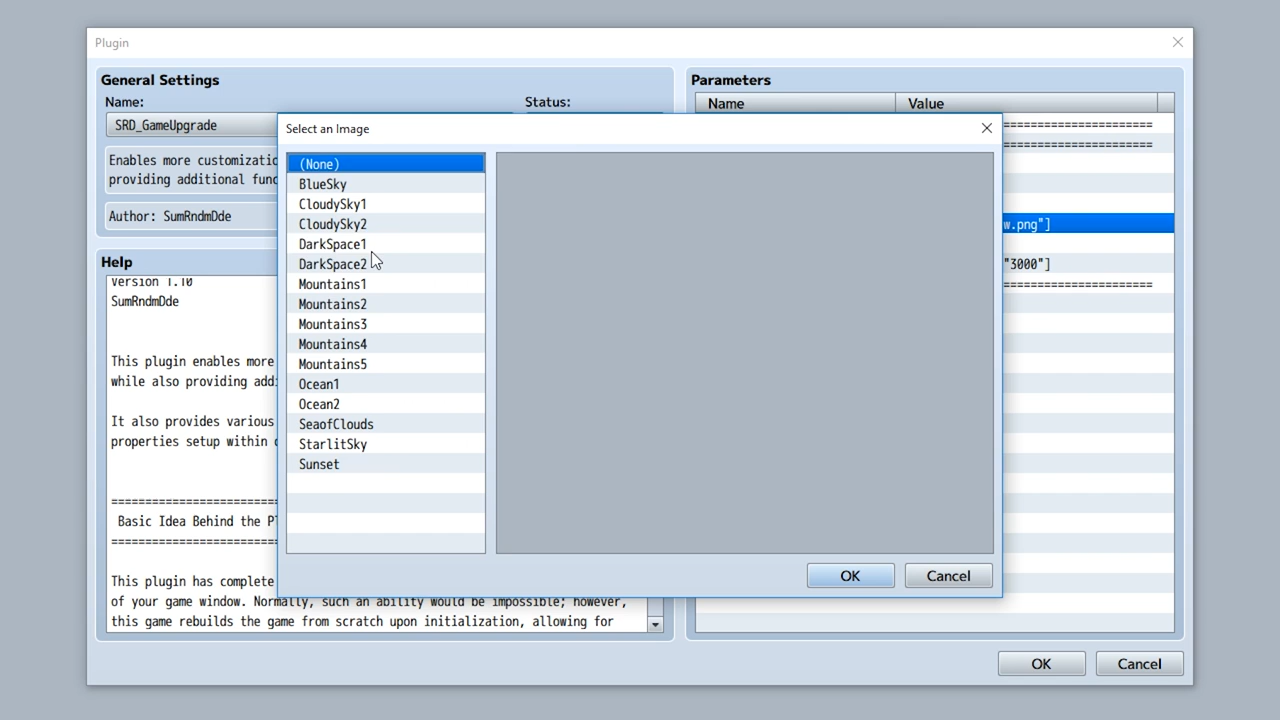 Plugin
General Settings
Name:
Status:
SRD_GameUpgrade
Enables more customizatio
providing additional func
Author: SumRndmDde
Help
Version 1.10
SumRndmDde
This plugin enables more
while also providing addi
It also provides various
properties setup within
================================
Basic Idea Behind the Pl
================================
This plugin has complete
of your game window. Normally, such an ability would be impossible; however,
this game rebuilds the game from scratch upon initialization, allowing for
Parameters
Name
Value
======================
======================
w.png"]
"3000"]
======================
Select an Image
(None)
BlueSky
CloudySky1
CloudySky2
DarkSpace1
DarkSpace2
Mountains1
Mountains2
Mountains3
Mountains4
Mountains5
Ocean1
Ocean2
SeaofClouds
StarlitSky
Sunset
OK
Cancel
OK
Cancel